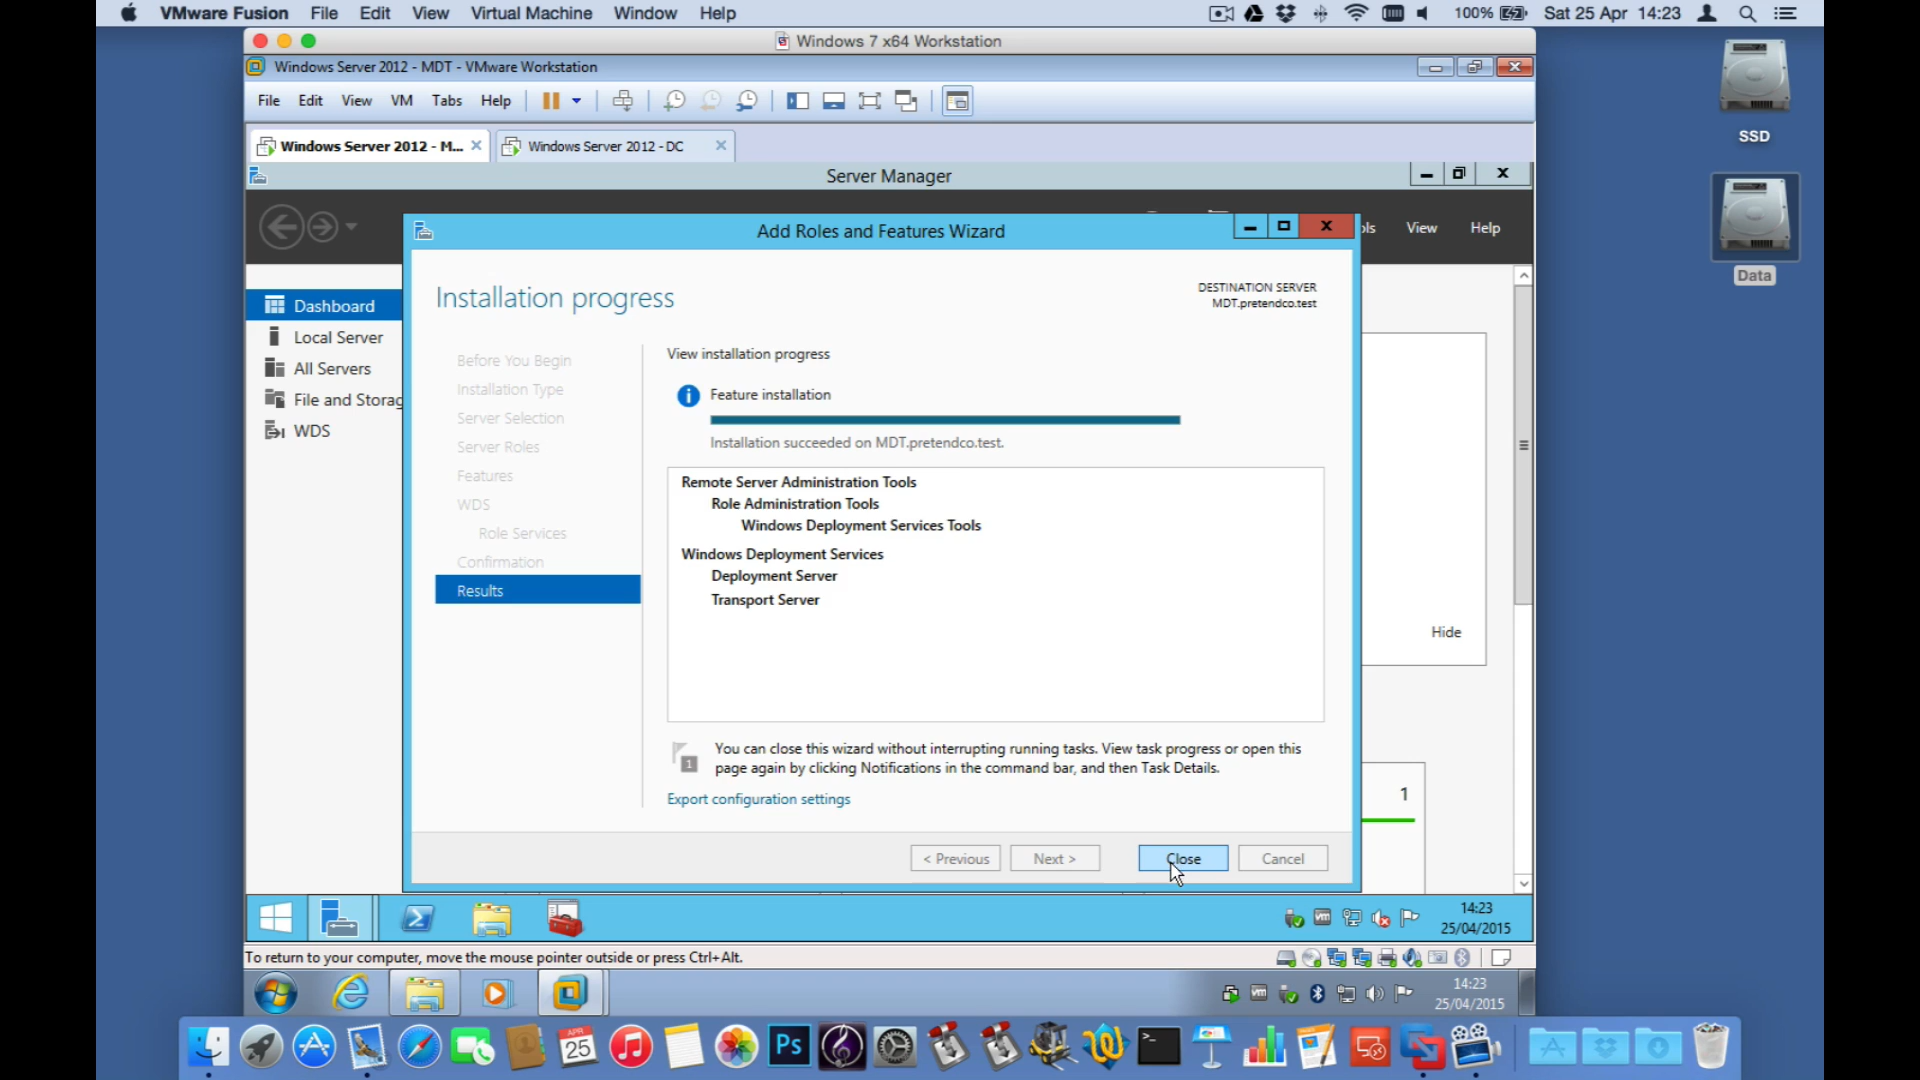 VMware Fusion File Edit View Virtual Machine Window Help 100% Sat 25 Apr 14:23
Windows 7 x64 Workstation
Windows Server 2012 - MDT - VMware Workstation
File Edit View VM Tabs Help
Windows Server 2012 - M... Windows Server 2012 - DC
Server Manager
View Help
Add Roles and Features Wizard
Installation progress
DESTINATION SERVER
MDT.pretendco.test
Dashboard
Local Server
All Servers
File and Storag
WDS
Before You Begin
Installation Type
Server Selection
Server Roles
Features
WDS
Role Services
Confirmation
Results
View installation progress
Feature installation
Installation succeeded on MDT.pretendco.test.
Remote Server Administration Tools
Role Administration Tools
Windows Deployment Services Tools
Windows Deployment Services
Deployment Server
Transport Server
1
You can close this wizard without interrupting running tasks. View task progress or open this
page again by clicking Notifications in the command bar, and then Task Details.
Export configuration settings
< Previous Next > Close Cancel
Hide
1
SSD
Data
14:23
25/04/2015
To return to your computer, move the mouse pointer outside or press Ctrl+Alt.
14:23
25/04/2015
APR
25
Ps